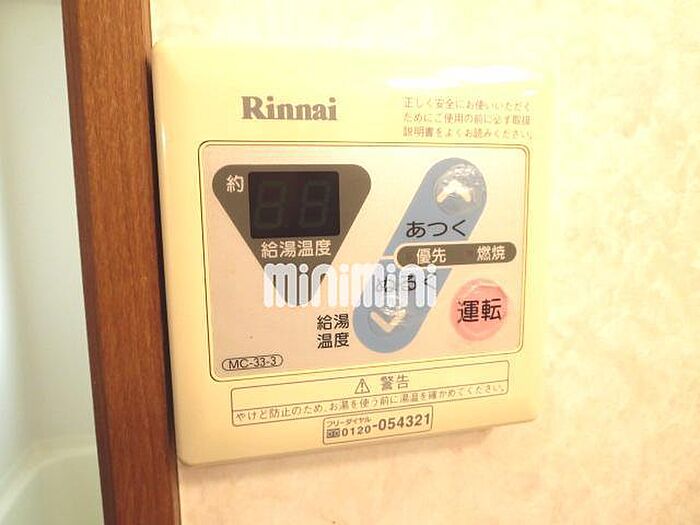 Rinnai
正しく安全にお使いいただく
ためにご使用の前に必ず取扱
説明書をよくお読みください。
約
給湯温度
あつく
優先 燃焼
minimini
ぬるく
給湯
温度
運転
MC-33-3
警告
やけど防止のため、お湯を使う前に湯温を確かめてください。
フリーダイヤル
0120-054321